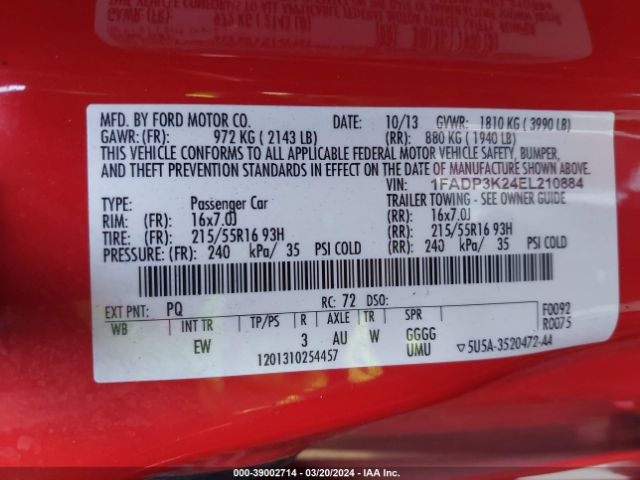 MFD. BY FORD MOTOR CO. DATE: 10/13 GVWR: 1810 KG ( 3990 LB)
GAWR: (FR): 972 KG ( 2143 LB) (RR): 880 KG ( 1940 LB)
THIS VEHICLE CONFORMS TO ALL APPLICABLE FEDERAL MOTOR VEHICLE SAFETY, BUMPER,
AND THEFT PREVENTION STANDARDS IN EFFECT ON THE DATE OF MANUFACTURE SHOWN ABOVE.
VIN: 1FADP3K24EL210884
TYPE: Passenger Car TRAILER TOWING - SEE OWNER GUIDE
RIM: (FR): 16x7.0J (RR): 16x7.0J
TIRE: (FR): 215/55R16 93H (RR): 215/55R16 93H
PRESSURE: (FR): 240 kPa/ 35 PSI COLD (RR): 240 kPa/ 35 PSI COLD
EXT PNT: PQ RC: 72 DSO: F0092
WB INT TR TP/PS R AXLE TR SPR R0075
EW 3 AU W GGGG
UMU ▽ 5U5A-3520472-AA
1201310254457
000-39002714 — 03/20/2024 — IAA Inc.